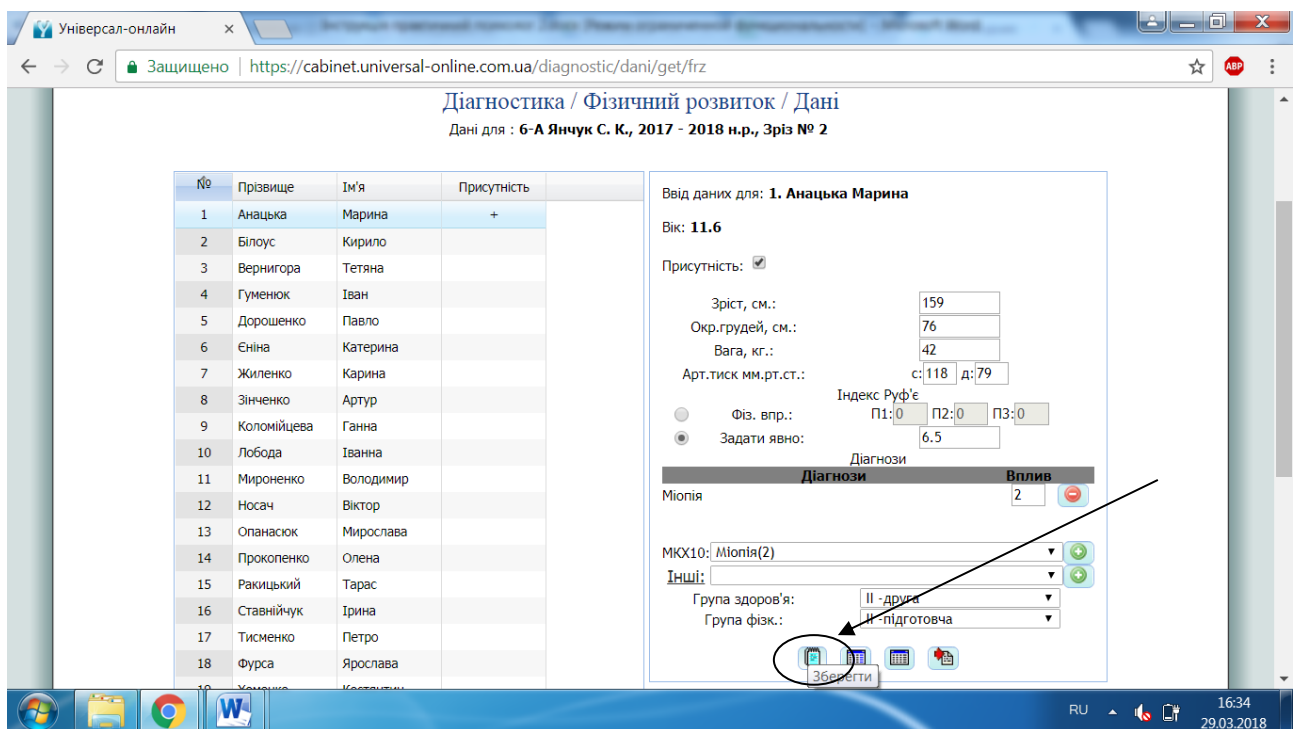 Універсал-онлайн
Защищено | https://cabinet.universal-online.com.ua/diagnostic/dani/get/frz
ABP
Діагностика / Фізичний розвиток / Дані
Дані для : 6-А Янчук С. К., 2017 - 2018 н.р., Зріз № 2
№ Прізвище Ім'я Присутність
1 Анацька Марина +
2 Білоус Кирило
3 Вернигора Тетяна
4 Гуменюк Іван
5 Дорошенко Павло
6 Єніна Катерина
7 Жиленко Карина
8 Зінченко Артур
9 Коломійцева Ганна
10 Лобода Іванна
11 Мироненко Володимир
12 Носач Віктор
13 Опанасюк Мирослава
14 Прокопенко Олена
15 Ракицький Тарас
16 Ставнійчук Ірина
17 Тисменко Петро
18 Фурса Ярослава
Ввід даних для: 1. Анацька Марина
Вік: 11.6
Присутність:
Зріст, см.: 159
Окр.грудей, см.: 76
Вага, кг.: 42
Арт.тиск мм.рт.ст.: с: 118 д: 79
Індекс Руф'є
Фіз. впр.: П1: 0 П2: 0 П3: 0
Задати явно: 6.5
Діагнози
Діагнози Вплив
Міопія 2
МКХ10: Міопія(2)
Інші:
Група здоров'я: II -друга
Група фізк.: II -підготовча
Зберегти
RU 16:34
29.03.2018